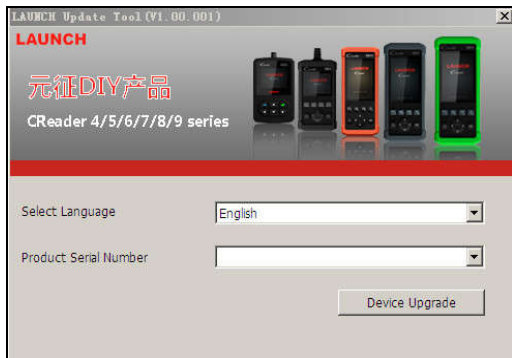 LAUNCH Update Tool(V1.00.001)
LAUNCH
元征DIY产品
CReader 4/5/6/7/8/9 series
Select Language
English
Product Serial Number
Device Upgrade